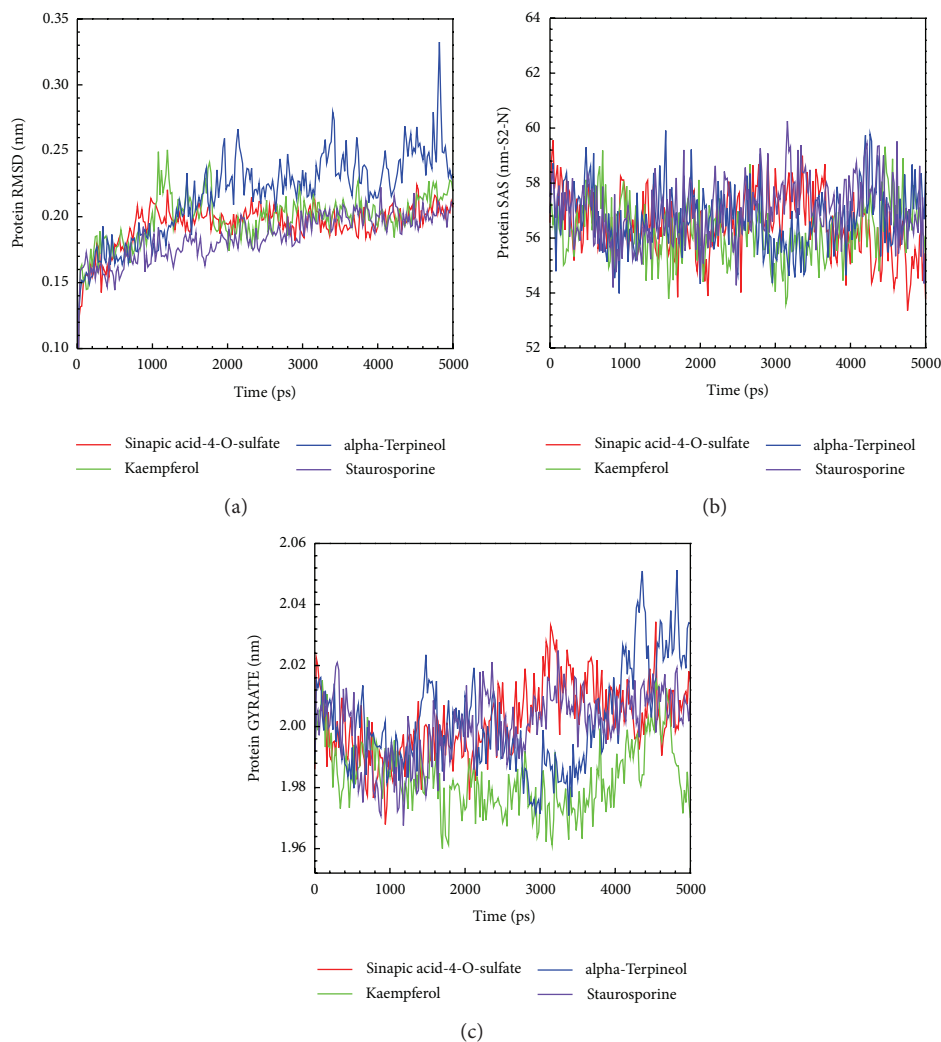 0.35
0.30
0.25
0.20
0.15
0.10
Protein RMSD (nm)
0 1000 2000 3000 4000 5000
Time (ps)
Sinapic acid-4-O-sulfate alpha-Terpineol
Kaempferol Staurosporine
(a)
64
62
60
58
56
54
52
Protein SAS (nm-S2-N)
0 1000 2000 3000 4000 5000
Time (ps)
Sinapic acid-4-O-sulfate alpha-Terpineol
Kaempferol Staurosporine
(b)
2.06
2.04
2.02
2.00
1.98
1.96
Protein GYRATE (nm)
0 1000 2000 3000 4000 5000
Time (ps)
Sinapic acid-4-O-sulfate alpha-Terpineol
Kaempferol Staurosporine
(c)